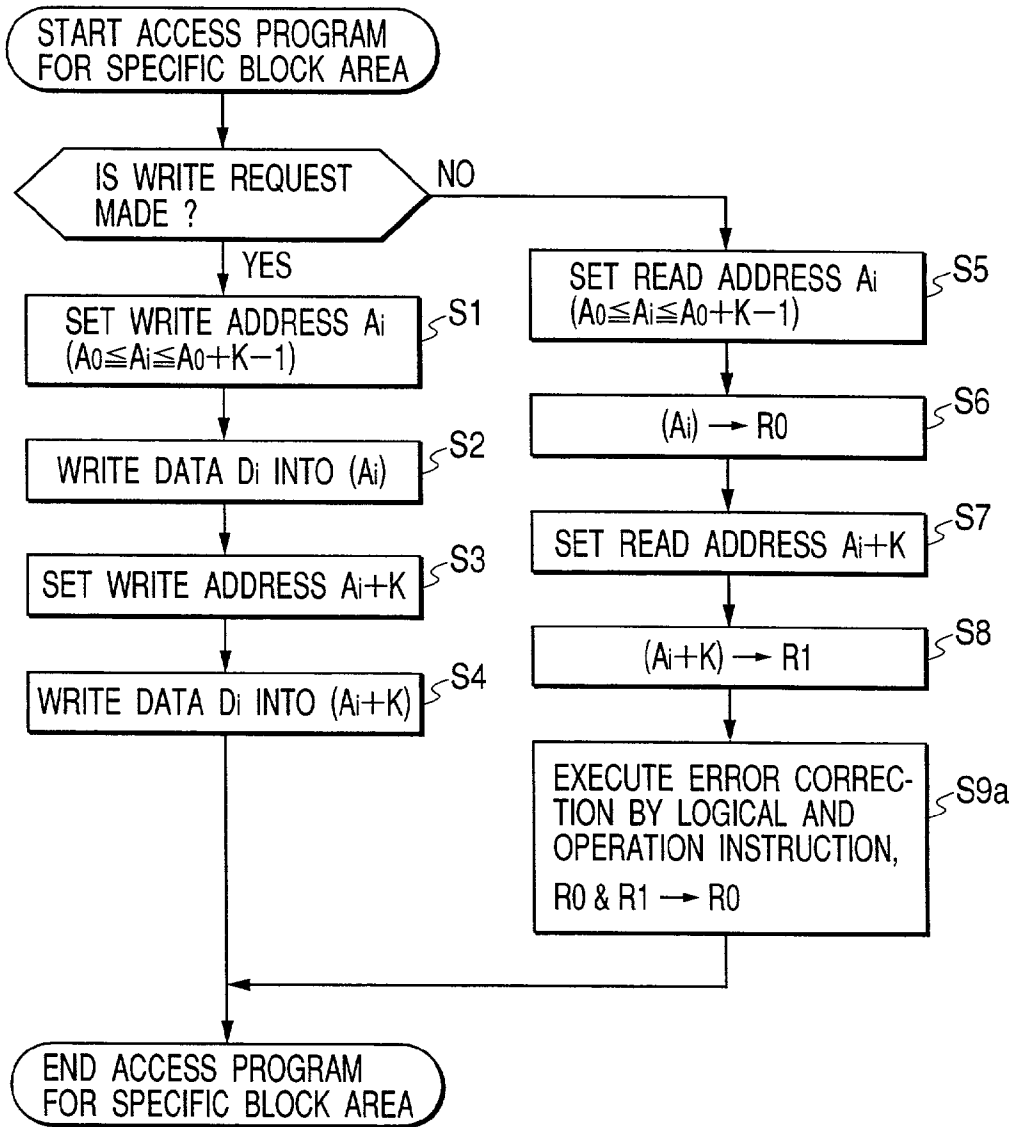 START ACCESS PROGRAM
FOR SPECIFIC BLOCK AREA
IS WRITE REQUEST
MADE ?
NO
YES
SET WRITE ADDRESS Ai
(A0≦Ai≦A0+K−1)
S1
WRITE DATA Di INTO (Ai)
S2
SET WRITE ADDRESS Ai+K
S3
WRITE DATA Di INTO (Ai+K)
S4
SET READ ADDRESS Ai
(A0≦Ai≦A0+K−1)
S5
(Ai) → R0
S6
SET READ ADDRESS Ai+K
S7
(Ai+K) → R1
S8
EXECUTE ERROR CORREC-
TION BY LOGICAL AND
OPERATION INSTRUCTION,
R0 & R1 → R0
S9a
END ACCESS PROGRAM
FOR SPECIFIC BLOCK AREA